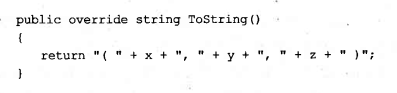 public override string ToString()
{
return "( " + x + ", " + y + ", " + z + " )";
}